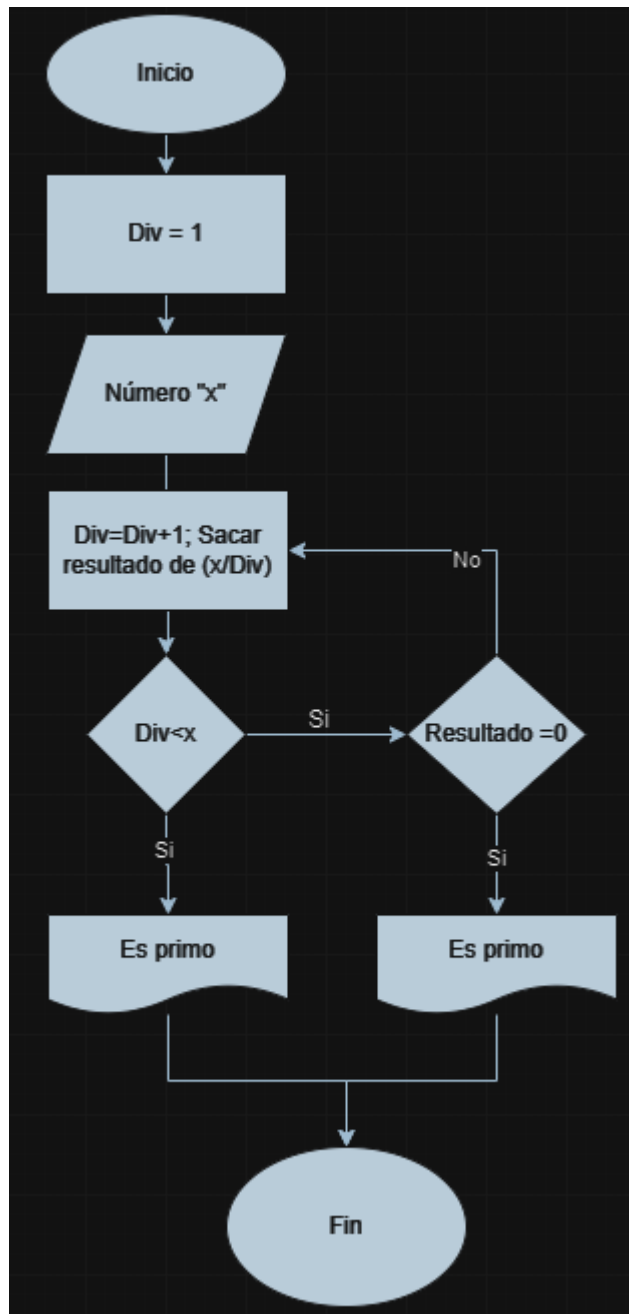 Inicio
Div = 1
Número "x"
Div=Div+1; Sacar
resultado de (x/Div)
No
Div<x
Si
Resultado =0
Si
Si
Es primo
Es primo
Fin